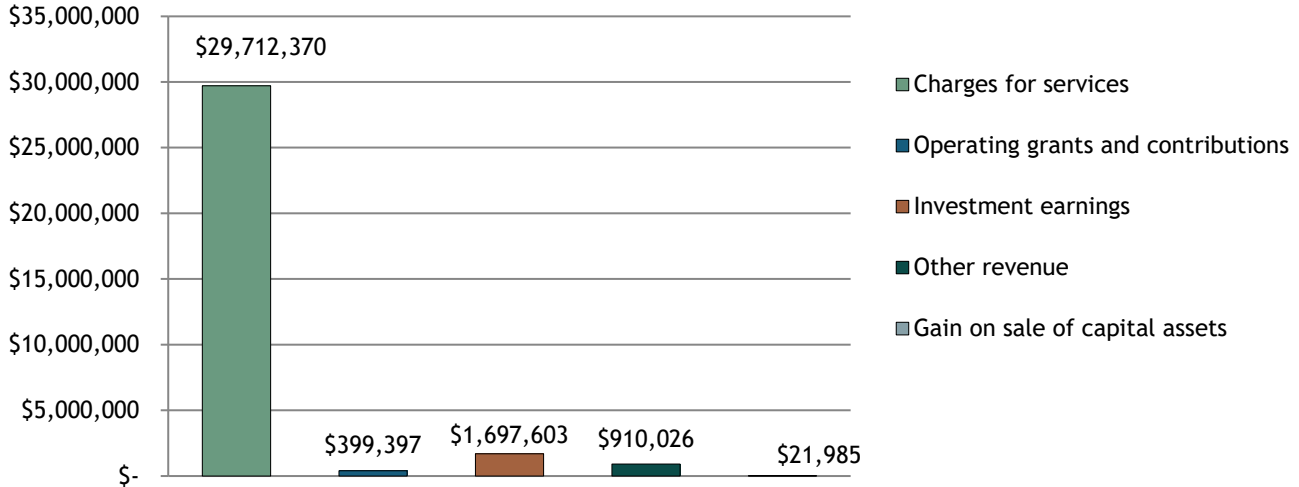 $35,000,000
$30,000,000
$25,000,000
$20,000,000
$15,000,000
$10,000,000
$5,000,000
$-
$29,712,370
$399,397
$1,697,603
$910,026
$21,985
Charges for services
Operating grants and contributions
Investment earnings
Other revenue
Gain on sale of capital assets